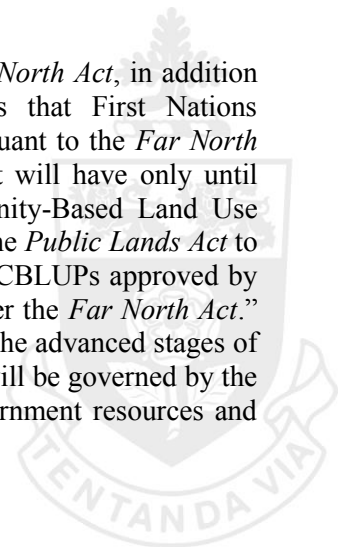 North Act, in addition
s that First Nations
uant to the Far North
t will have only until
nity-Based Land Use
he Public Lands Act to
CBLUPs approved by
er the Far North Act.”
he advanced stages of
ill be governed by the
ernment resources and
TENTANDA VIA